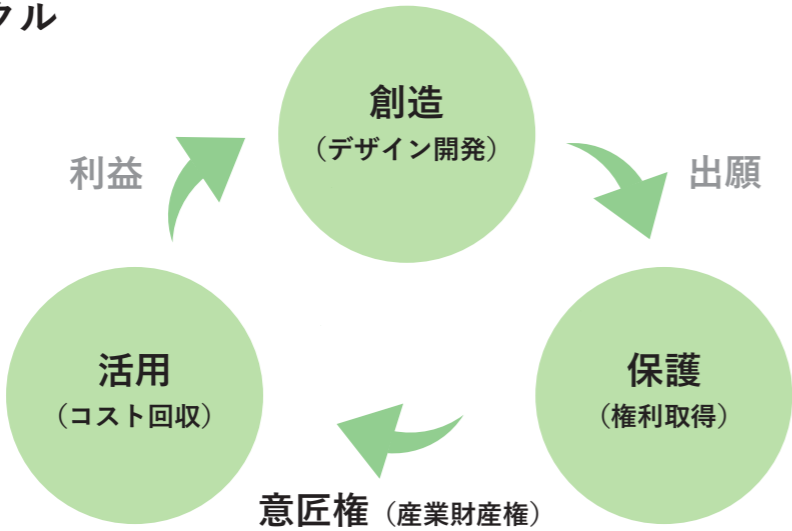 クル
創造
（デザイン開発）
利益
出願
活用
（コスト回収）
保護
（権利取得）
意匠権（産業財産権）